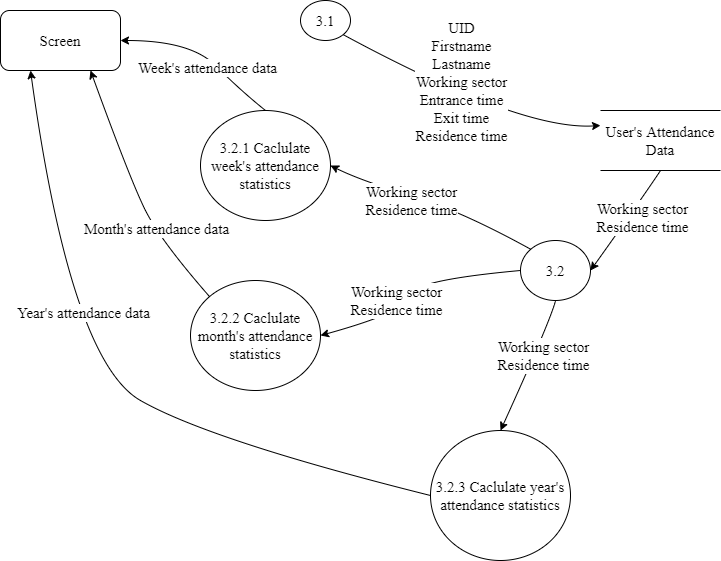 Screen
3.1
UID
Firstname
Lastname
Working sector
Entrance time
Exit time
Residence time
Week's attendance data
User's Attendance
Data
3.2.1 Caclulate
week's attendance
statistics
Working sector
Residence time
Working sector
Residence time
Month's attendance data
3.2
Working sector
Residence time
Year's attendance data
3.2.2 Caclulate
month's attendance
statistics
Working sector
Residence time
3.2.3 Caclulate year's
attendance statistics